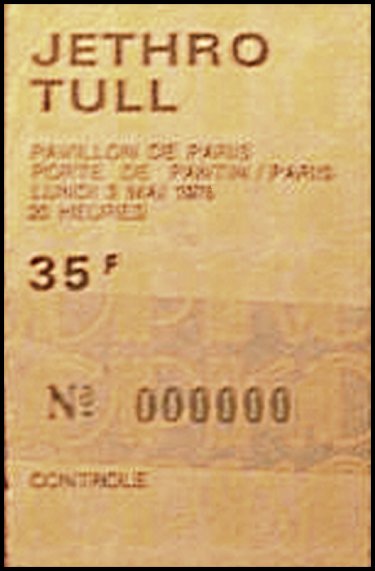 JETHRO
TULL
PAVILLON DE PARIS
PORTE DE PANTIN / PARIS
LUNDI 3 MAI 1976
20 HEURES
35 F
Nº 000000
CONTROLE